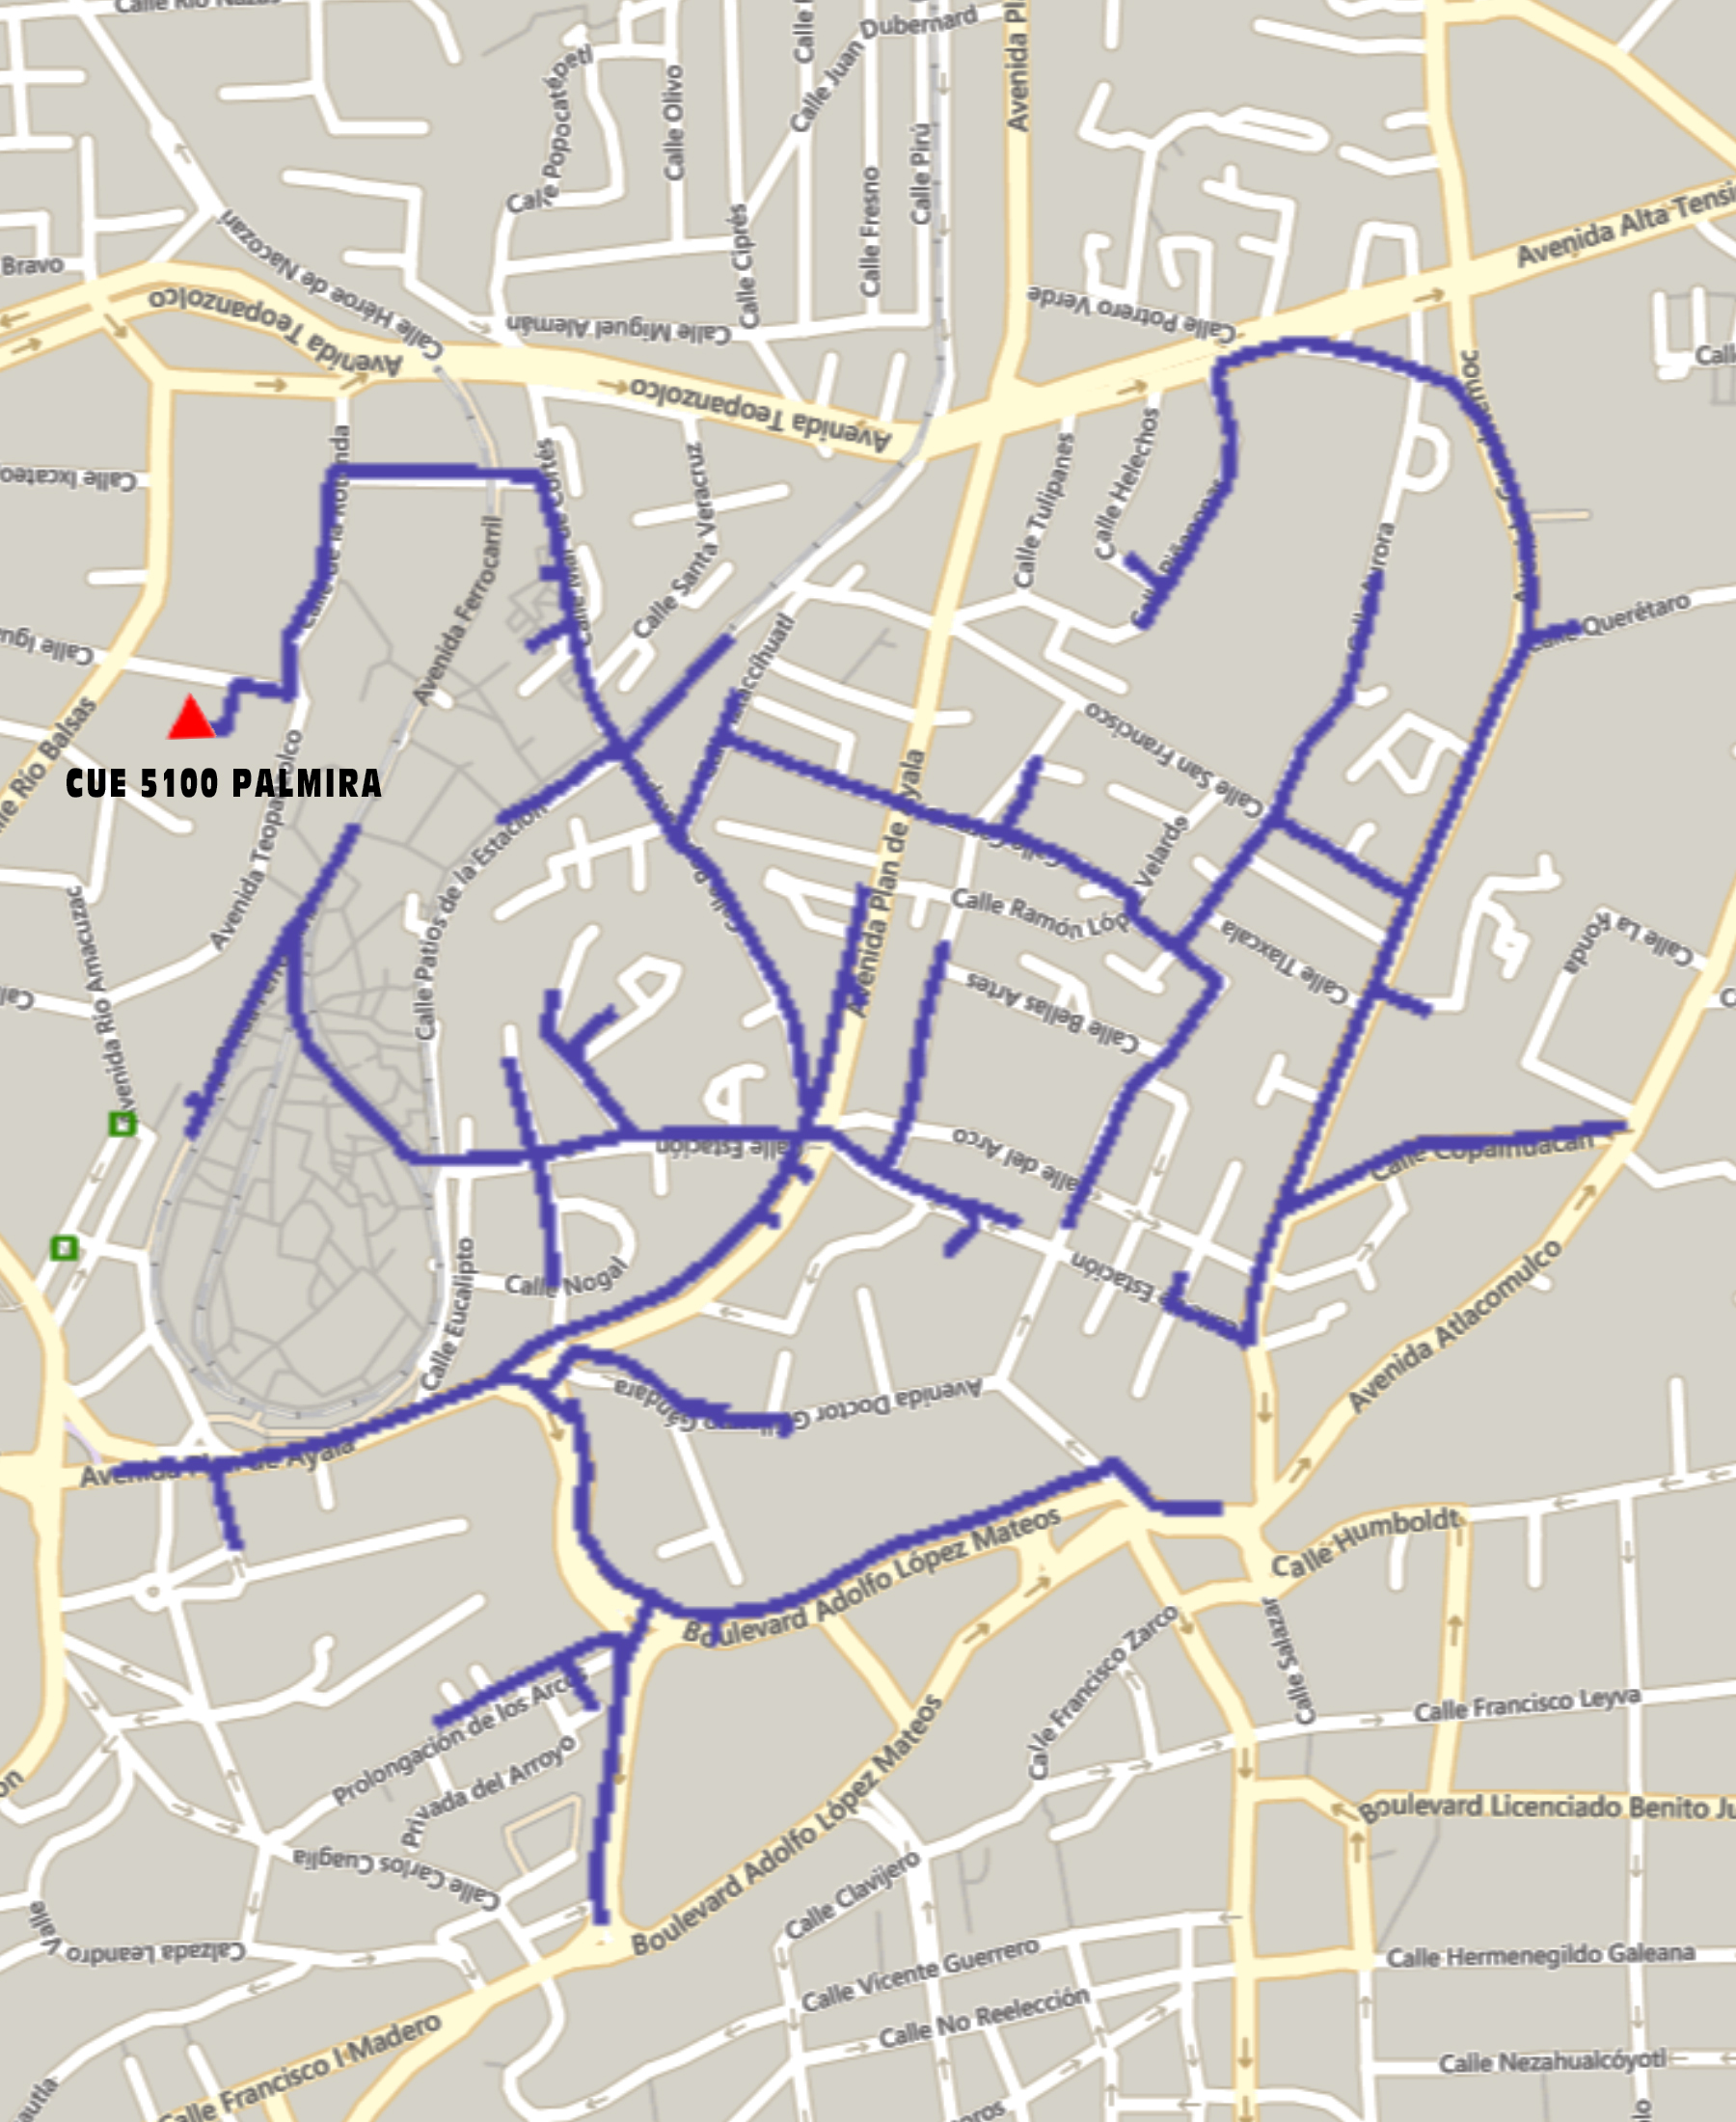 Calle Río Nazas
Dubernard
Calle Juan
Avenida Pl
Calle Popocatépetl
Calle Olivo
Calle Ciprés
Calle Fresno
Calle Pirú
Avenida Alta Tensi
Bravo
Calle Héroe de Nacozari
Avenida Teopanzolco
Calle Miguel Alemán
Calle Potrero Verde
Avenida Teopanzolco
Calle Ixcateo
Calle Santa Veracruz
Calle Tulipanes
Calle Helechos
Avenida Ferrocarril
Calle Querétaro
Calle Igu
CUE 5100 PALMIRA
Calle San Francisco
Avenida Teopanzolco
Calle Patios de la Estación
Avenida Plan de Ayala
Velarde
Calle Ramón Lóp
Calle Tlaxcala
Calle La Ronda
Calle Bellas Artes
Avenida Río Amacuzac
Calle Estación
Calle del Arco
Calle Copainuacan
Calle Nogal
Calle Eucalipto
Estación
Avenida Atlacomulco
Avenida Doctor G
Gándara
Avenida Plan de Ayala
Boulevard Adolfo López Mateos
Calle Humboldt
Calle Salazar
Calle Francisco Zarco
Prolongación de los Arcos
Privada del Arroyo
Calle Francisco Leyva
Boulevard Adolfo López Mateos
Boulevard Licenciado Benito Ju
Calle Carlos Cuaglia
Calle Clavijero
Calzada Leandro Valle
Calle Vicente Guerrero
Calle Hermenegildo Galeana
Calle No Reelección
Calle Francisco I Madero
Calle Nezahualcóyotl